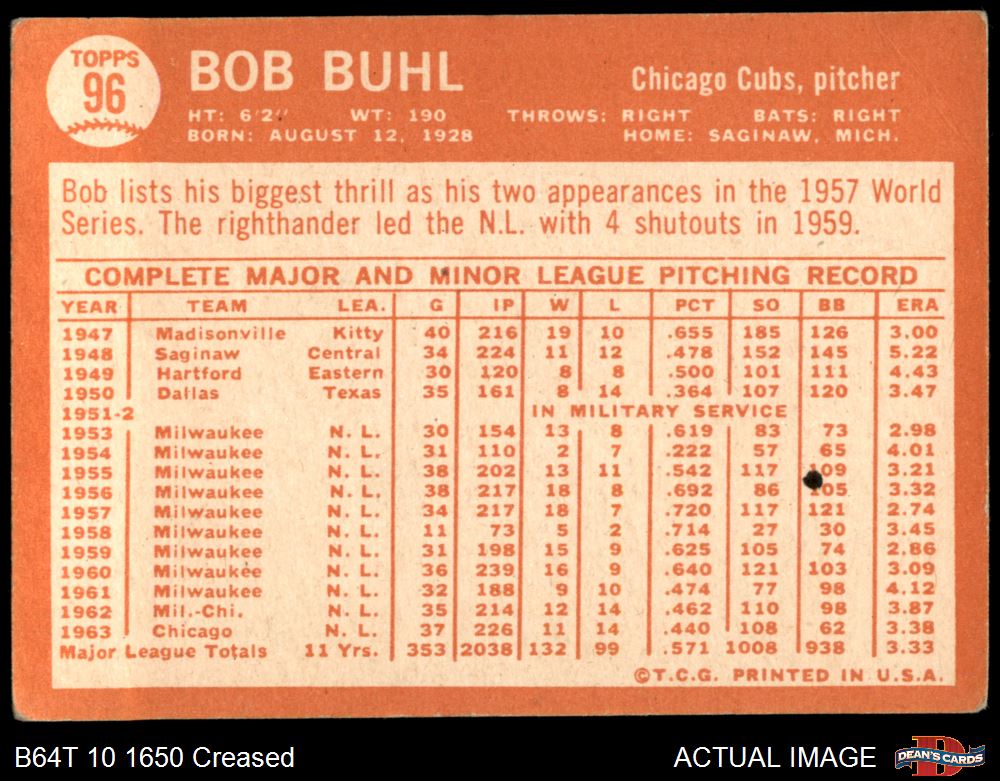 TOPPS
96
BOB BUHL
Chicago Cubs, pitcher
HT: 6'2" WT: 190 THROWS: RIGHT BATS: RIGHT
BORN: AUGUST 12, 1928 HOME: SAGINAW, MICH.
Bob lists his biggest thrill as his two appearances in the 1957 World
Series. The righthander led the N.L. with 4 shutouts in 1959.
COMPLETE MAJOR AND MINOR LEAGUE PITCHING RECORD
YEAR TEAM LEA. G IP W L PCT SO BB ERA
1947 Madisonville Kitty 40 216 19 10 .655 185 126 3.00
1948 Saginaw Central 34 224 11 12 .478 152 145 5.22
1949 Hartford Eastern 30 120 8 8 .500 101 111 4.43
1950 Dallas Texas 35 161 8 14 .364 107 120 3.47
1951-2 IN MILITARY SERVICE
1953 Milwaukee N. L. 30 154 13 8 .619 83 73 2.98
1954 Milwaukee N. L. 31 110 2 7 .222 57 65 4.01
1955 Milwaukee N. L. 38 202 13 11 .542 117 109 3.21
1956 Milwaukee N. L. 38 217 18 8 .692 86 105 3.32
1957 Milwaukee N. L. 34 217 18 7 .720 117 121 2.74
1958 Milwaukee N. L. 11 73 5 2 .714 27 30 3.45
1959 Milwaukee N. L. 31 198 15 9 .625 105 74 2.86
1960 Milwaukee N. L. 36 239 16 9 .640 121 103 3.09
1961 Milwaukee N. L. 32 188 9 10 .474 77 98 4.12
1962 Mil.-Chi. N. L. 35 214 12 14 .462 110 98 3.87
1963 Chicago N. L. 37 226 11 14 .440 108 62 3.38
Major League Totals 11 Yrs. 353 2038 132 99 .571 1008 938 3.33
©T.C.G. PRINTED IN U.S.A.
B64T 10 1650 Creased
ACTUAL IMAGE
DEAN'S CARDS